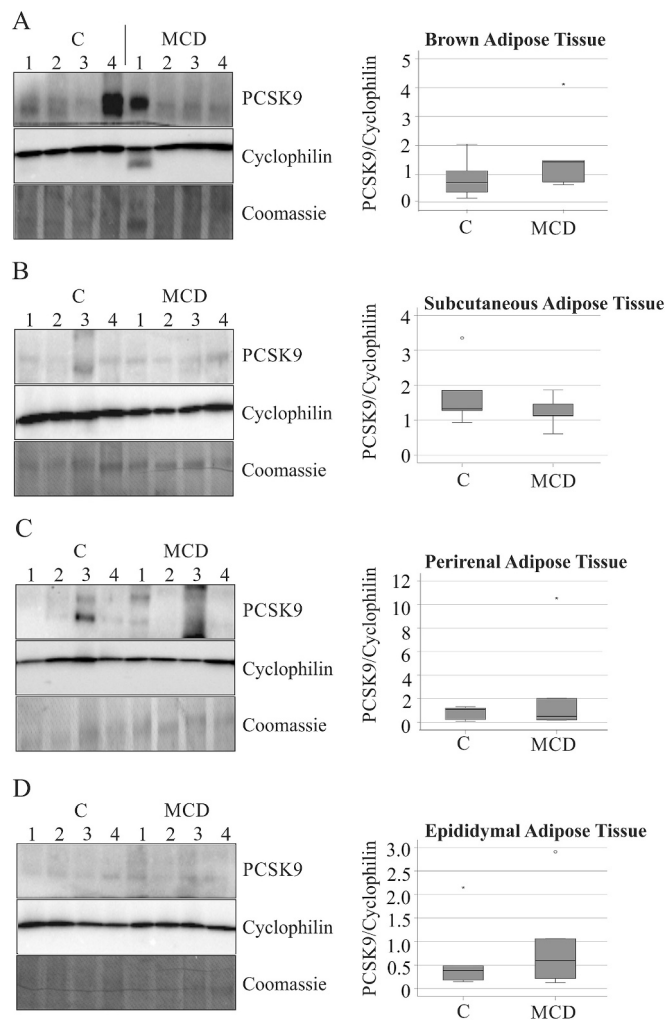 A
C MCD
1 2 3 4 1 2 3 4
PCSK9
Cyclophilin
Coomassie
Brown Adipose Tissue
PCSK9/Cyclophilin
5
4
3
2
1
0
C MCD
B
C MCD
1 2 3 4 1 2 3 4
PCSK9
Cyclophilin
Coomassie
Subcutaneous Adipose Tissue
PCSK9/Cyclophilin
4
3
2
1
0
C MCD
C
C MCD
1 2 3 4 1 2 3 4
PCSK9
Cyclophilin
Coomassie
Perirenal Adipose Tissue
PCSK9/Cyclophilin
12
10
8
6
4
2
0
C MCD
D
C MCD
1 2 3 4 1 2 3 4
PCSK9
Cyclophilin
Coomassie
Epididymal Adipose Tissue
PCSK9/Cyclophilin
3.0
2.5
1.5
1.0
0.5
0
C MCD